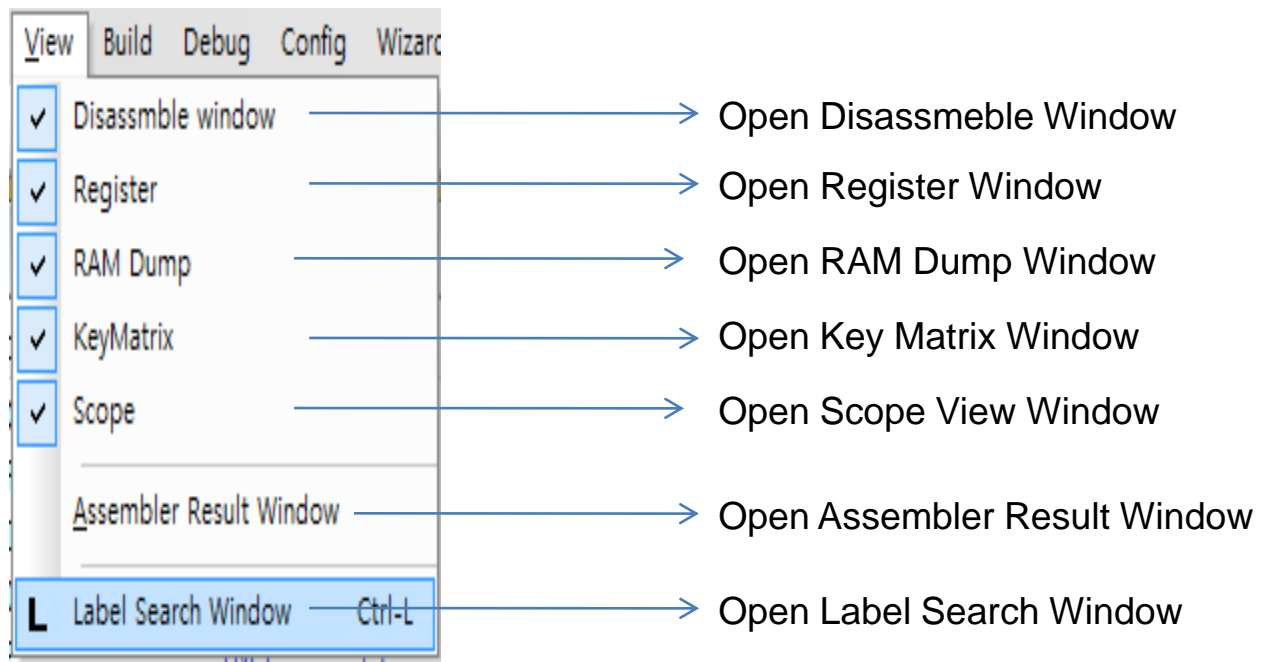 View Build Debug Config Wizard
Disassmble window Open Disassmeble Window
Register Open Register Window
RAM Dump Open RAM Dump Window
KeyMatrix Open Key Matrix Window
Scope Open Scope View Window
Assembler Result Window Open Assembler Result Window
L Label Search Window Ctrl-L Open Label Search Window